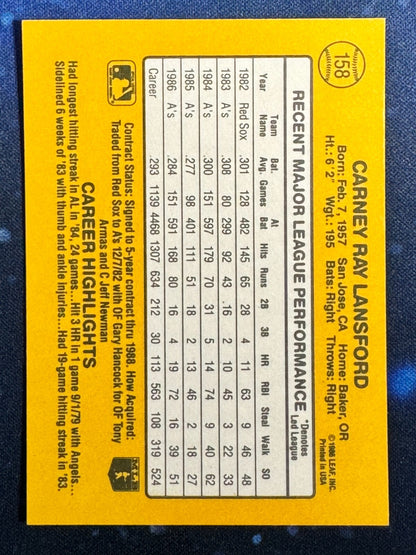 158
CARNEY RAY LANSFORD
Born: Feb. 7, 1957 San Jose, CA Home: Baker, OR
Ht.: 6' 2" Wgt.: 195 Bats: Right Throws: Right
©1986 LEAF, INC.
Printed in USA
RECENT MAJOR LEAGUE PERFORMANCE
*Denotes
Led League
Team Bat. At
Year Name Avg. Games Bat Hits Runs 2B 3B HR RBI Steal Walk SO
1982 Red Sox .301 128 482 145 65 28 4 11 63 9 46 48
1983 A's .308 80 299 92 43 16 2 10 45 3 22 33
1984 A's .300 151 597 179 70 31 5 14 74 9 40 62
1985 A's .277 98 401 111 51 18 2 13 46 2 18 27
1986 A's .284 151 591 168 80 16 4 19 72 16 39 51
Career .293 1139 4468 1307 634 212 30 113 563 108 319 524
Contract Status: Signed to 5-year contract thru 1988. How Acquired:
Traded from Red Sox to A's 12/7/82 with OF Gary Hancock for OF Tony
Armas and C Jeff Newman
CAREER HIGHLIGHTS
Had longest hitting streak in AL in '84, 24 games...Hit 3 HR in 1 game 9/1/79 with Angels...
Sidelined 6 weeks of '83 with thumb and ankle injuries...Had 19-game hitting streak in '83.